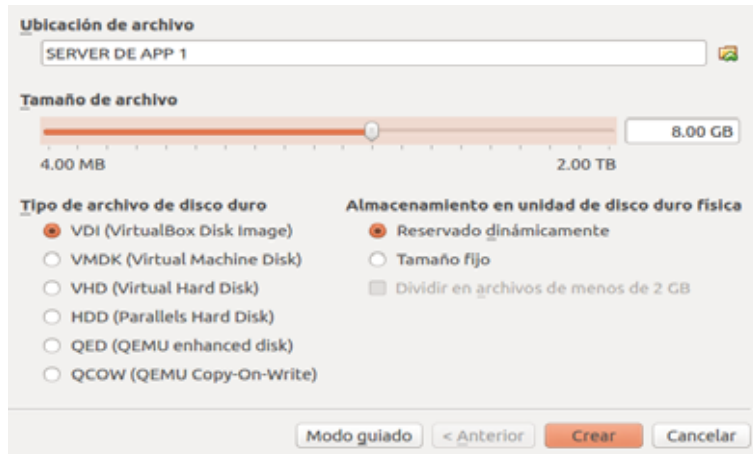 Ubicación de archivo
SERVER DE APP 1
Tamaño de archivo
8.00 GB
4.00 MB 2.00 TB
Tipo de archivo de disco duro
VDI (VirtualBox Disk Image)
VMDK (Virtual Machine Disk)
VHD (Virtual Hard Disk)
HDD (Parallels Hard Disk)
QED (QEMU enhanced disk)
QCOW (QEMU Copy-On-Write)
Almacenamiento en unidad de disco duro física
Reservado dinámicamente
Tamaño fijo
Dividir en archivos de menos de 2 GB
Modo guiado < Anterior Crear Cancelar